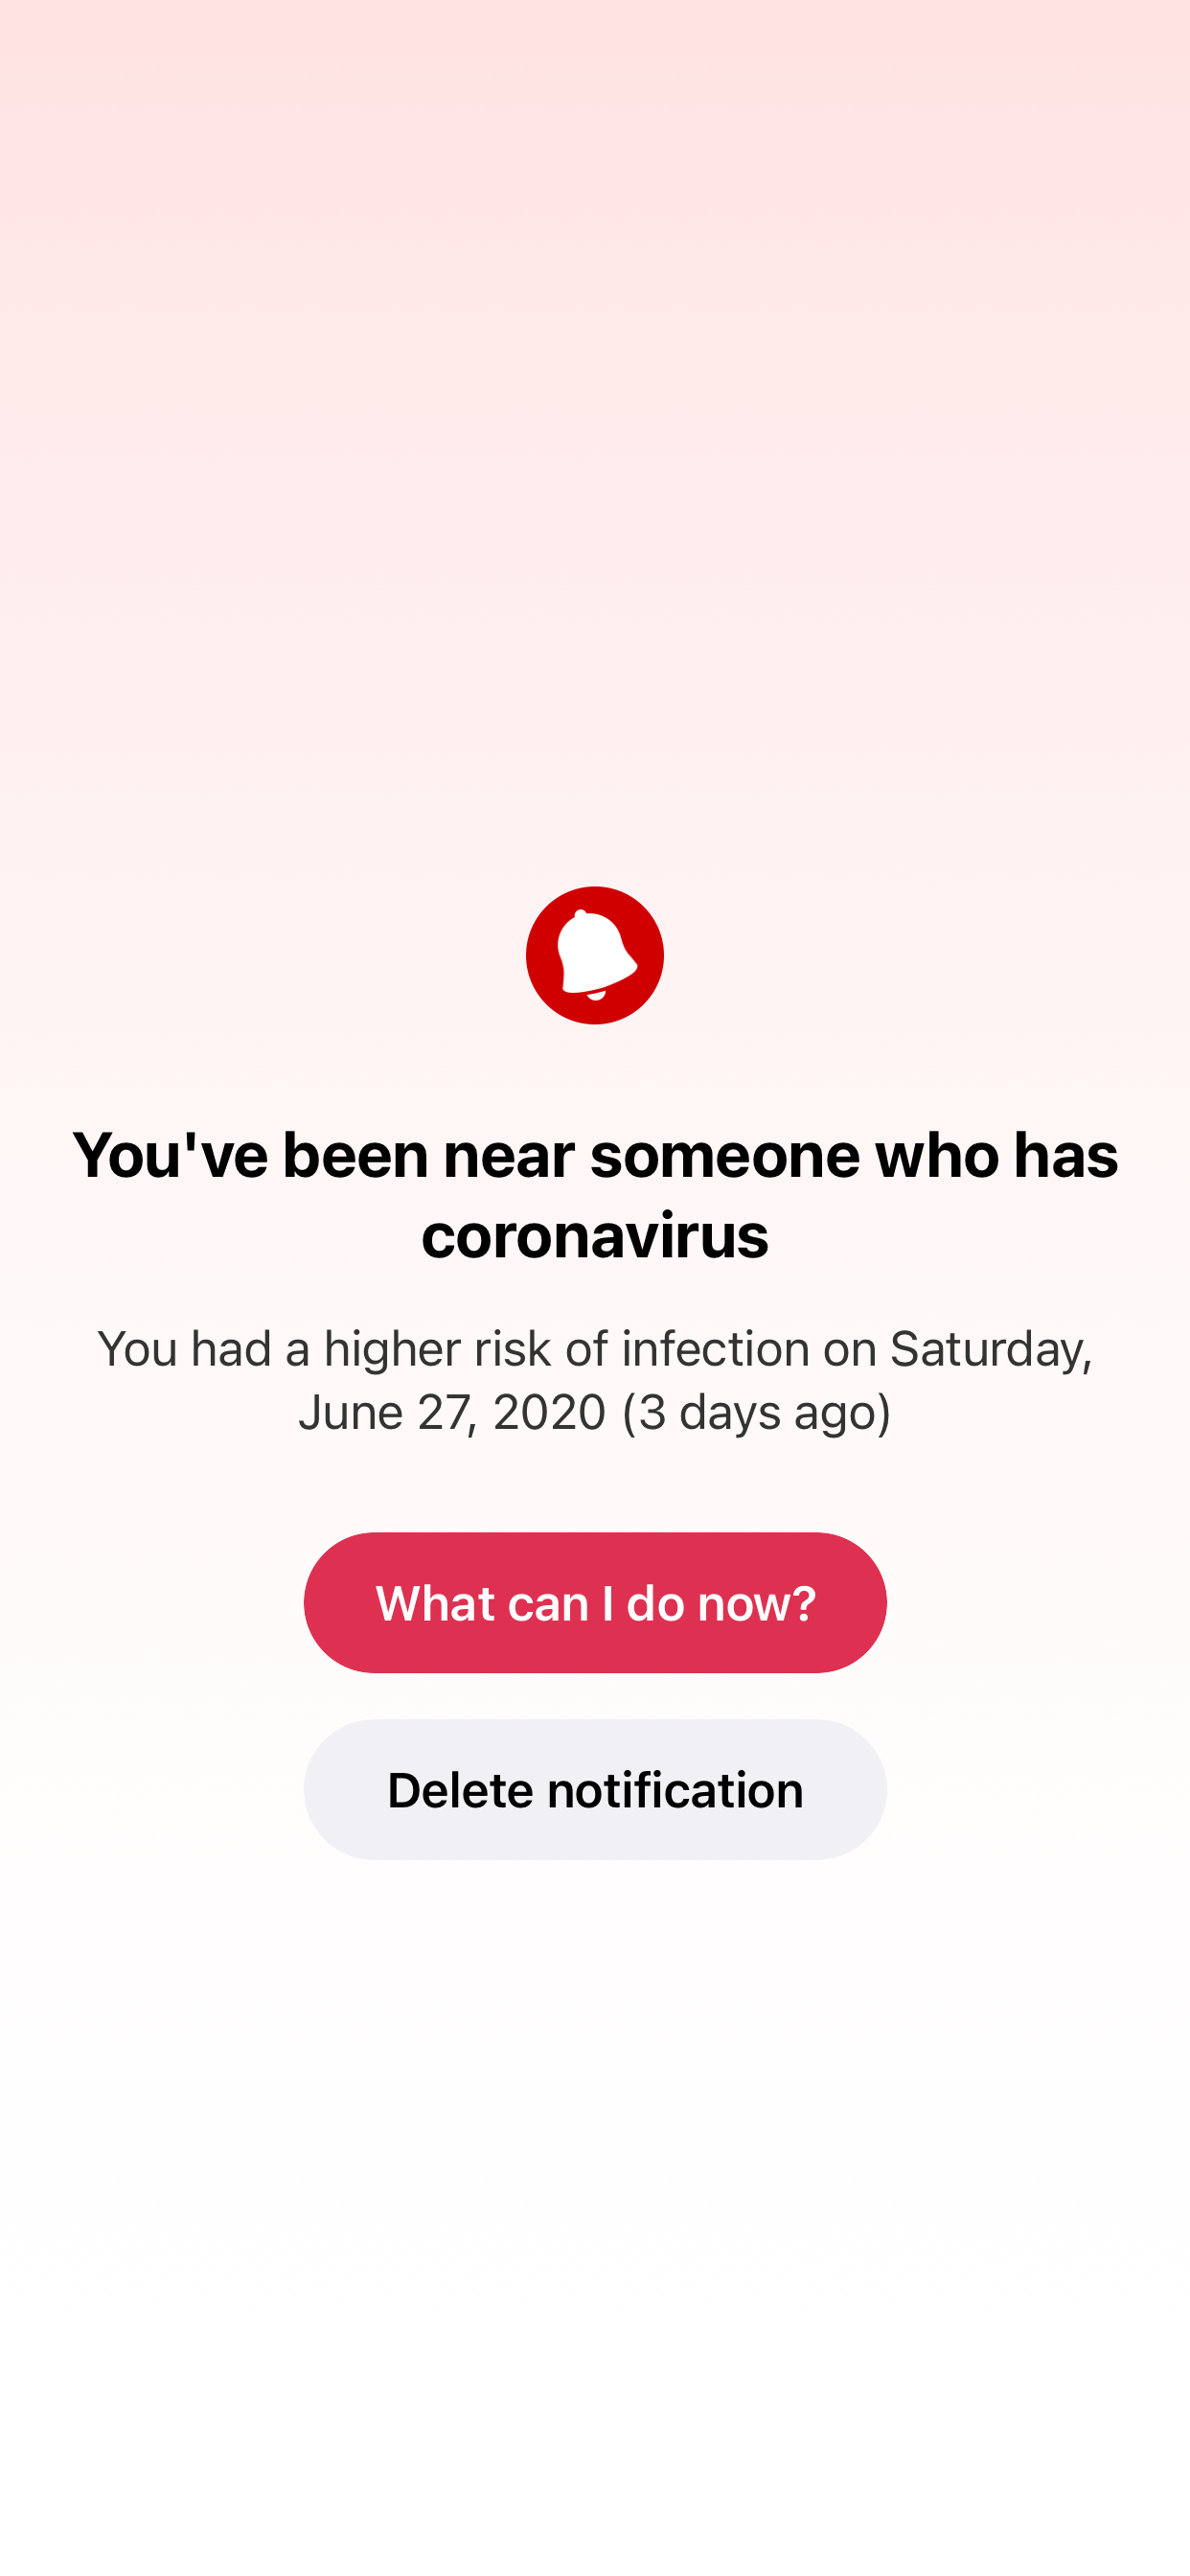 You've been near someone who has
coronavirus
You had a higher risk of infection on Saturday,
June 27, 2020 (3 days ago)
What can I do now?
Delete notification